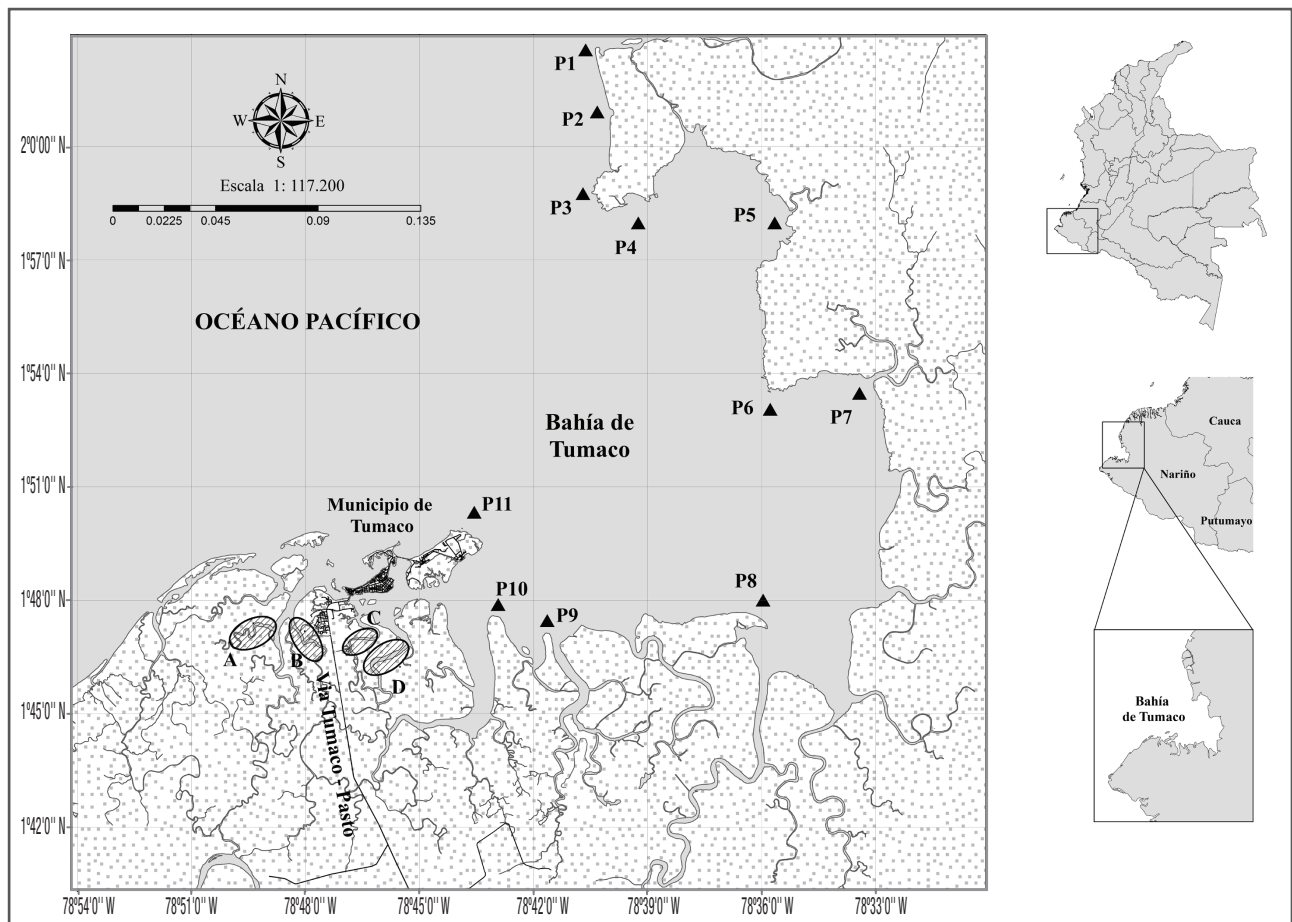 P1
P2
P3
P4
P5
P6
P7
P8
P9
P10
P11
N
W
E
S
Escala 1: 117.200
0
0.0225
0.045
0.09
0.135
OCÉANO PACÍFICO
Bahía de
Tumaco
Municipio de
Tumaco
A
B
C
D
Via Tumaco - Pasto
2°0'00'' N
1°57'0'' N
1°54'0'' N
1°51'0'' N
1°48'0'' N
1°45'0'' N
1°42'0'' N
78°54'0'' W
78°51'0'' W
78°48'0'' W
78°45'0'' W
78°42'0'' W
78°39'0'' W
78°36'0'' W
78°33'0'' W
Cauca
Nariño
Putumayo
Bahía
de Tumaco